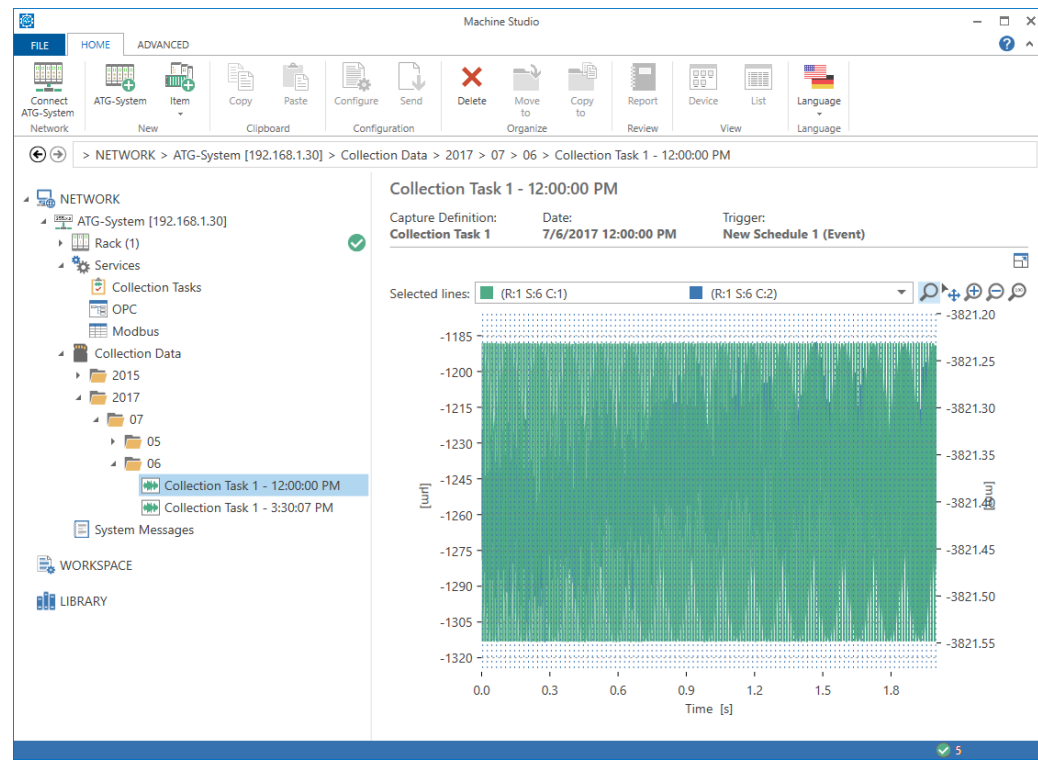 Machine Studio
FILE HOME ADVANCED
Connect ATG-System Item Copy Paste Configure Send Delete Move Copy Report Device List Language
ATG-System to to
Network New Clipboard Configuration Organize Review View Language
> NETWORK > ATG-System [192.168.1.30] > Collection Data > 2017 > 07 > 06 > Collection Task 1 - 12:00:00 PM
NETWORK
ATG-System [192.168.1.30]
Rack (1)
Services
Collection Tasks
OPC
Modbus
Collection Data
2015
2017
07
05
06
Collection Task 1 - 12:00:00 PM
Collection Task 1 - 3:30:07 PM
System Messages
WORKSPACE
LIBRARY
Collection Task 1 - 12:00:00 PM
Capture Definition: Date: Trigger:
Collection Task 1 7/6/2017 12:00:00 PM New Schedule 1 (Event)
Selected lines: (R:1 S:6 C:1) (R:1 S:6 C:2)
-3821.20
-1185
-3821.25
-1200
-3821.30
-1215
-1230
-3821.35
-1245
[µm]
-3821.40
[µm]
-1260
-3821.45
-1275
-1290
-3821.50
-1305
-3821.55
-1320
0.0 0.3 0.6 0.9 1.2 1.5 1.8
Time [s]
5